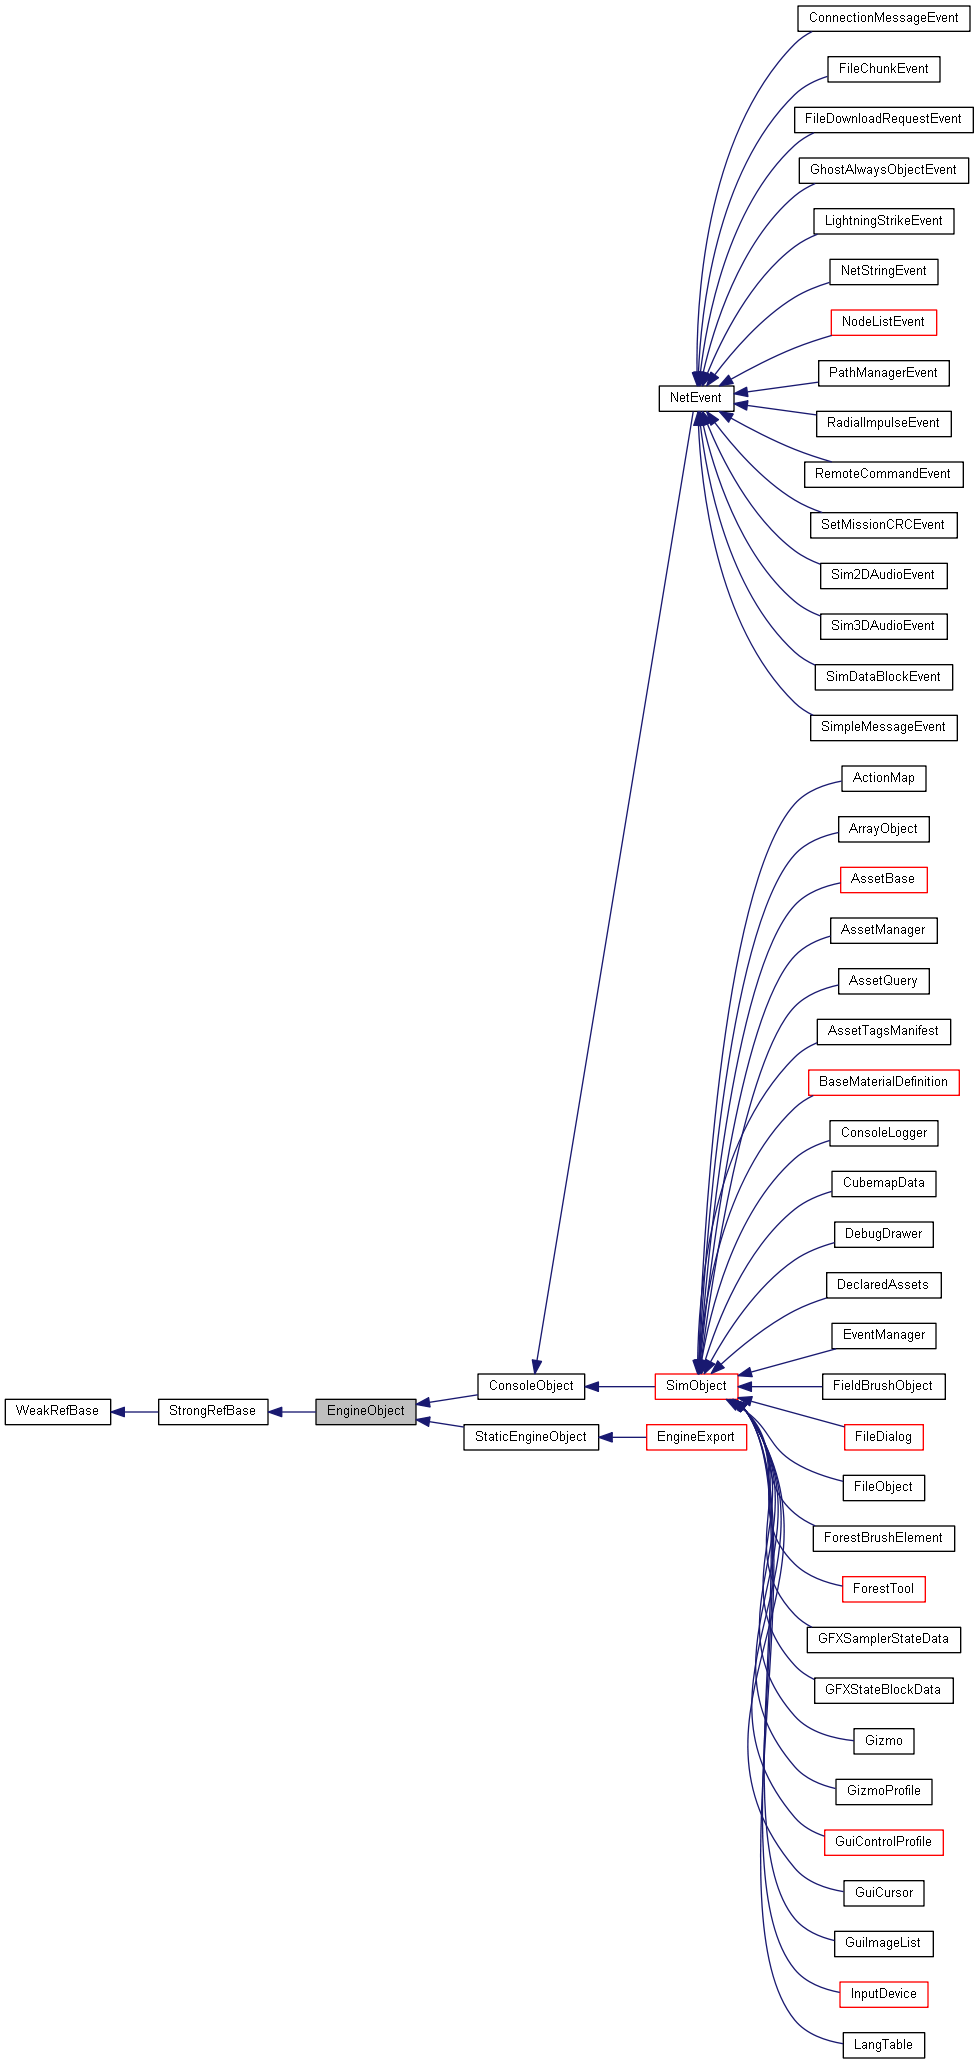 ConnectionMessageEvent
FileChunkEvent
FileDownloadRequestEvent
GhostAlwaysObjectEvent
LightningStrikeEvent
NetStringEvent
NodeListEvent
PathManagerEvent
NetEvent
RadialImpulseEvent
RemoteCommandEvent
SetMissionCRCEvent
Sim2DAudioEvent
Sim3DAudioEvent
SimDataBlockEvent
SimpleMessageEvent
ActionMap
ArrayObject
AssetBase
AssetManager
AssetQuery
AssetTagsManifest
BaseMaterialDefinition
ConsoleLogger
CubemapData
DebugDrawer
DeclaredAssets
EventManager
ConsoleObject
SimObject
FieldBrushObject
WeakRefBase
StrongRefBase
EngineObject
StaticEngineObject
EngineExport
FileDialog
FileObject
ForestBrushElement
ForestTool
GFXSamplerStateData
GFXStateBlockData
Gizmo
GizmoProfile
GuiControlProfile
GuiCursor
GuiImageList
InputDevice
LangTable